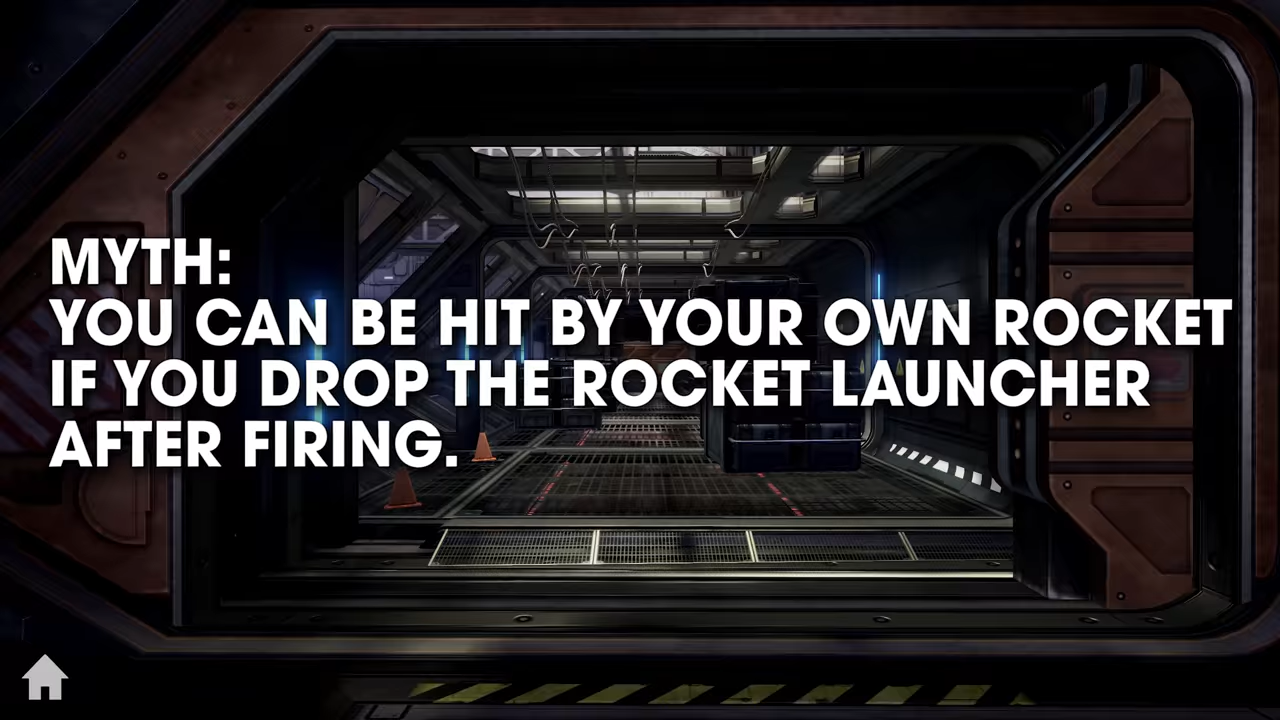 MYTH:
YOU CAN BE HIT BY YOUR OWN ROCKET
IF YOU DROP THE ROCKET LAUNCHER
AFTER FIRING.